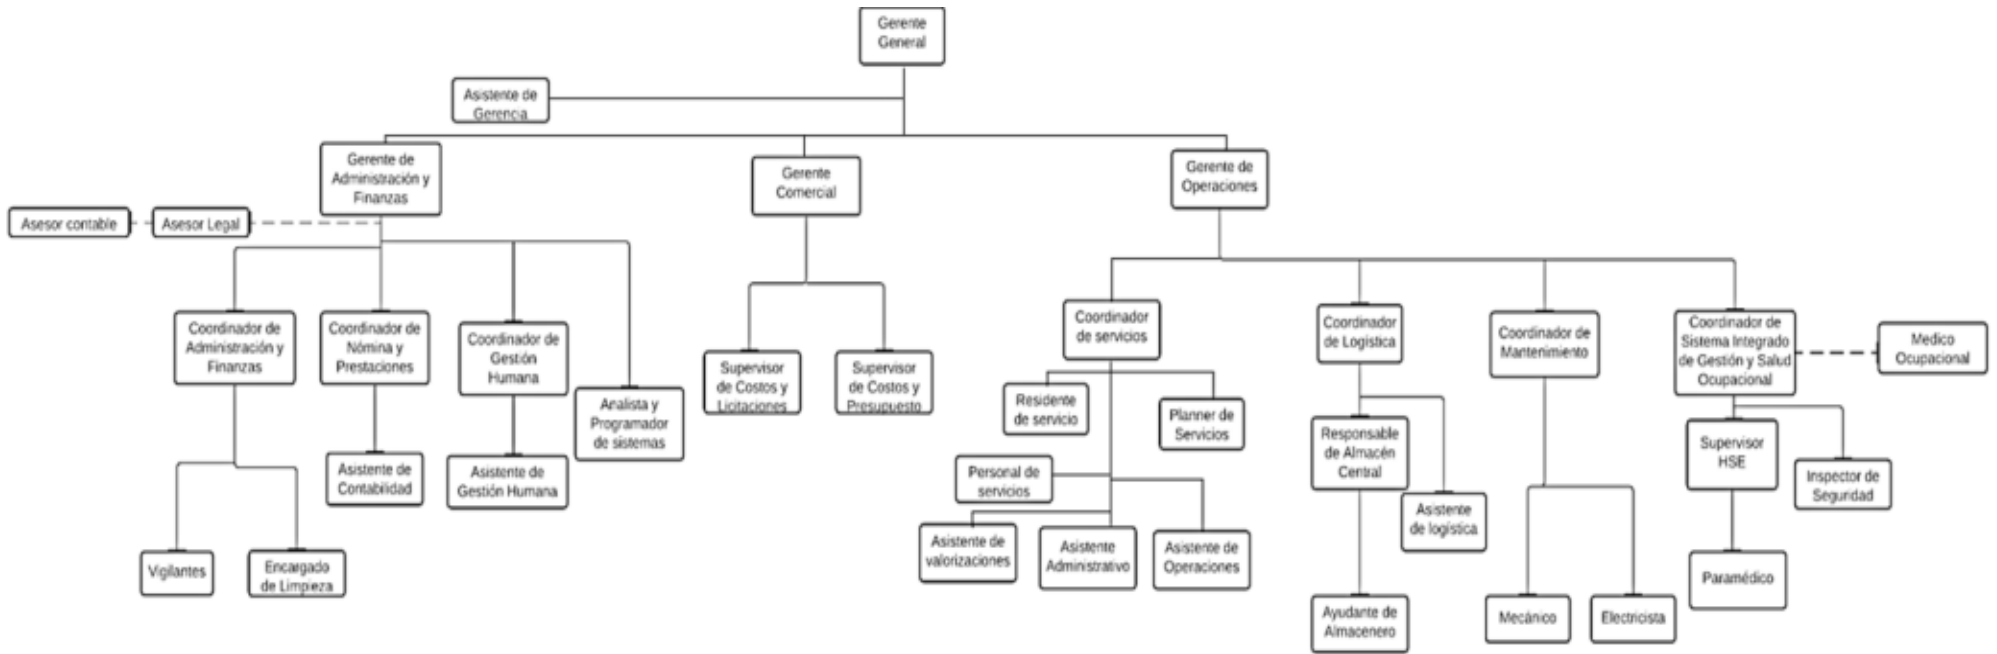 Gerente
General
Asistente de
Gerencia
Gerente de
Administración y
Finanzas
Gerente
Comercial
Gerente de
Operaciones
Asesor contable
Asesor Legal
Coordinador de
Administración y
Finanzas
Coordinador de
Nómina y
Prestaciones
Coordinador de
Gestión
Humana
Analista y
Programador
de sistemas
Supervisor
de Costos y
Licitaciones
Supervisor
de Costos y
Presupuesto
Coordinador
de servicios
Coordinador
de Logística
Coordinador de
Mantenimiento
Coordinador de
Sistema Integrado
de Gestión y Salud
Ocupacional
Medico
Ocupacional
Residente
de servicio
Planner de
Servicios
Responsable
de Almacén
Central
Supervisor
HSE
Inspector de
Seguridad
Asistente de
Contabilidad
Asistente de
Gestión Humana
Personal de
servicios
Asistente
de logística
Asistente de
valorizaciones
Asistente
Administrativo
Asistente de
Operaciones
Vigilantes
Encargado
de Limpieza
Paramédico
Ayudante de
Almacenero
Mecánico
Electricista